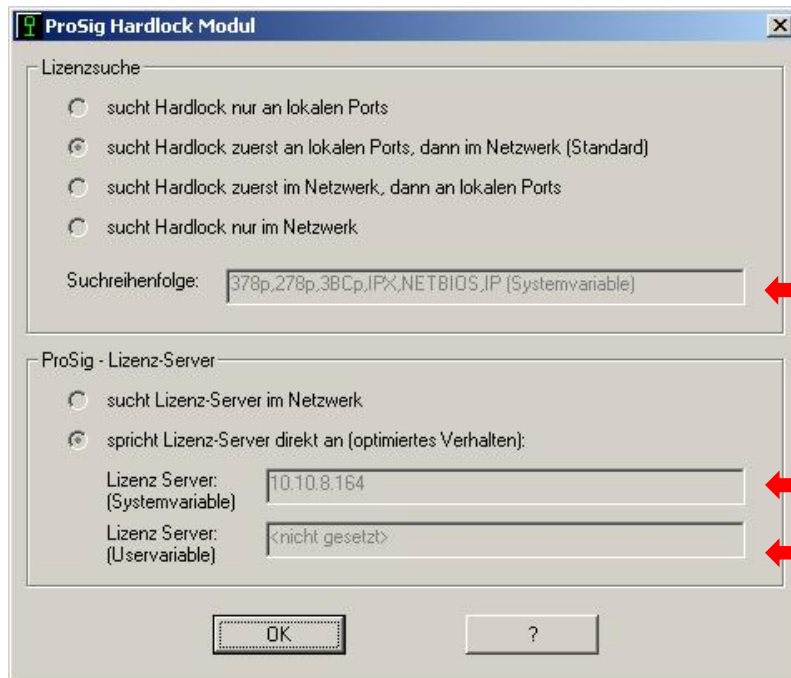 ProSig Hardlock Modul
Lizenzsuche
sucht Hardlock nur an lokalen Ports
sucht Hardlock zuerst an lokalen Ports, dann im Netzwerk (Standard)
sucht Hardlock zuerst im Netzwerk, dann an lokalen Ports
sucht Hardlock nur im Netzwerk
Suchreihenfolge: 378p,278p,3BCp,IPX,NETBIOS,IP (Systemvariable)
ProSig - Lizenz-Server
sucht Lizenz-Server im Netzwerk
spricht Lizenz-Server direkt an (optimiertes Verhalten):
Lizenz Server: 10.10.8.164
(Systemvariable)
Lizenz Server: <nicht gesetzt>
(Uservariable)
OK ?